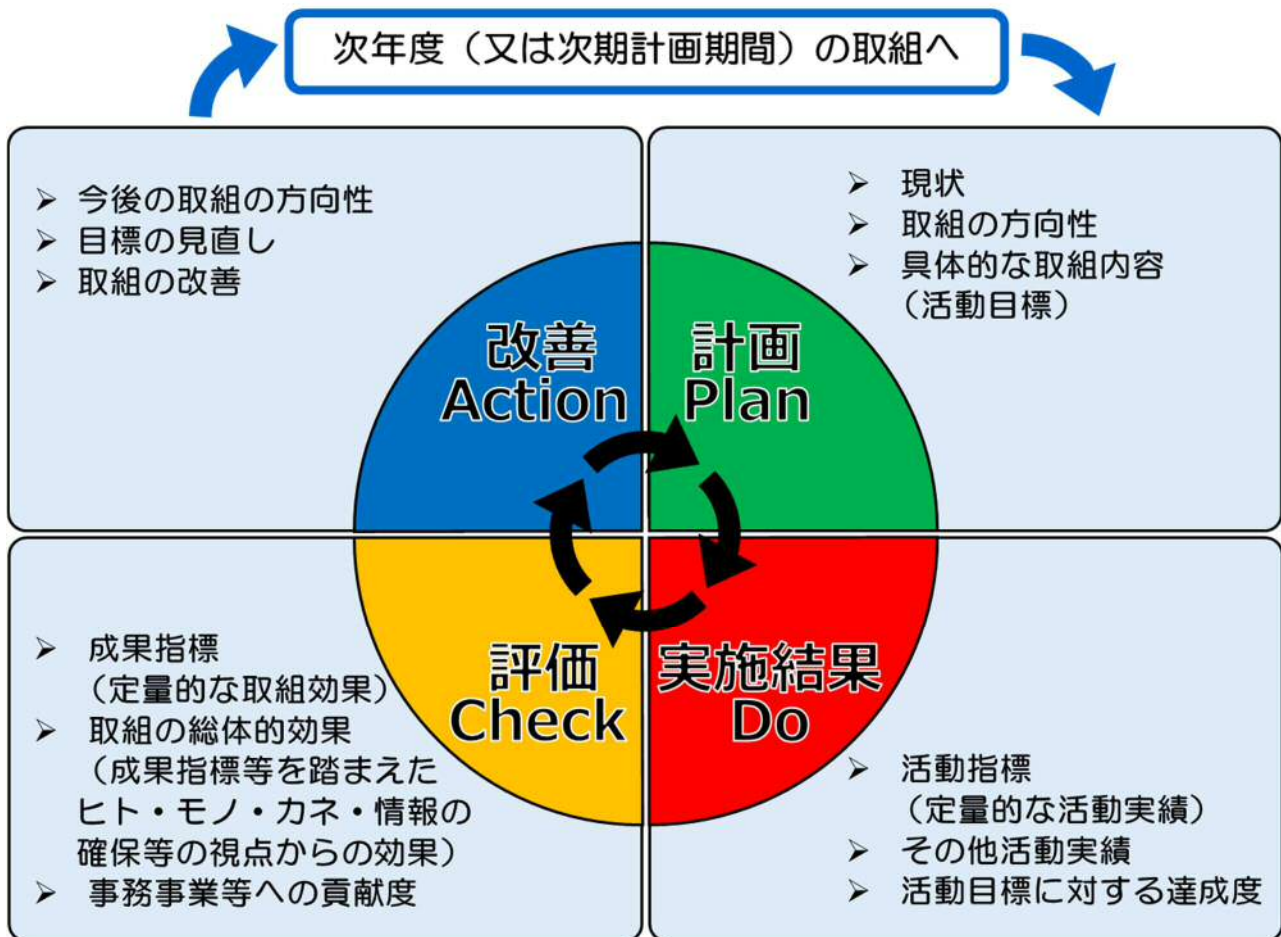 次年度（又は次期計画期間）の取組へ
➢ 今後の取組の方向性
➢ 目標の見直し
➢ 取組の改善
➢ 現状
➢ 取組の方向性
➢ 具体的な取組内容
（活動目標）
改善
Action
計画
Plan
評価
Check
実施結果
Do
➢ 成果指標
（定量的な取組効果）
➢ 取組の総体的効果
（成果指標等を踏まえた
ヒト・モノ・カネ・情報の
確保等の視点からの効果）
➢ 事務事業等への貢献度
➢ 活動指標
（定量的な活動実績）
➢ その他活動実績
➢ 活動目標に対する達成度